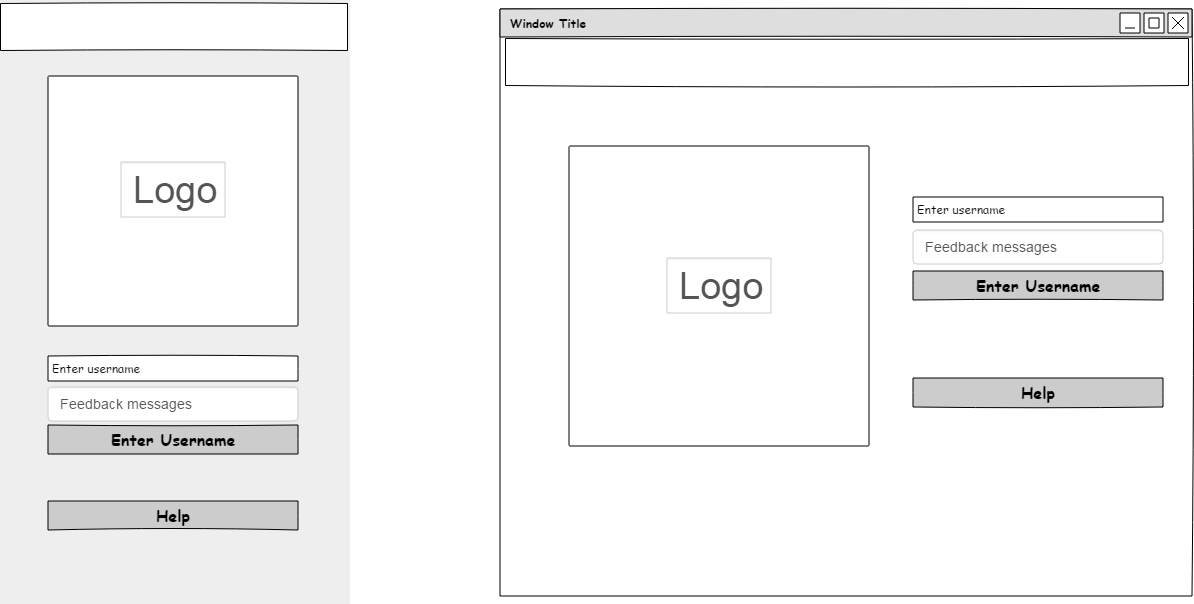 Logo
Enter username
Feedback messages
Enter Username
Help
Window Title
Logo
Enter username
Feedback messages
Enter Username
Help